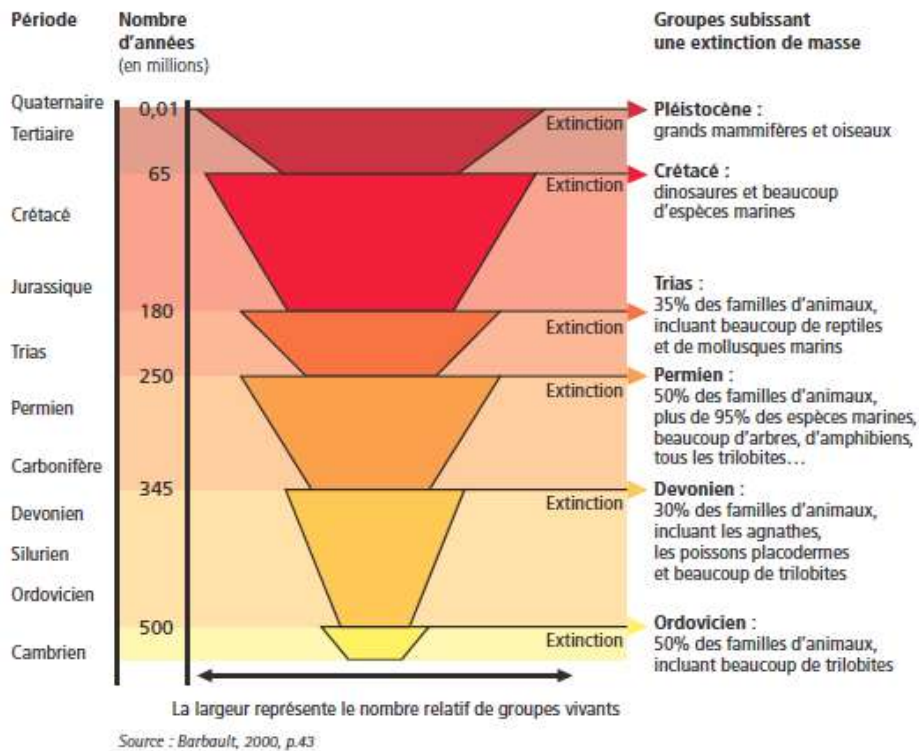 Période
Nombre
d'années
(en millions)
Groupes subissant
une extinction de masse
Quaternaire
Tertiaire
Crétacé
Jurassique
Trias
Permien
Carbonifère
Devonien
Silurien
Ordovicien
Cambrien
0,01
65
180
250
345
500
Extinction
Extinction
Extinction
Extinction
Extinction
Extinction
Pléistocène :
grands mammifères et oiseaux
Crétacé :
dinosaures et beaucoup
d'espèces marines
Trias :
35% des familles d'animaux,
incluant beaucoup de reptiles
et de mollusques marins
Permien :
50% des familles d'animaux,
plus de 95% des espèces marines,
beaucoup d'arbres, d'amphibiens,
tous les trilobites...
Devonien :
30% des familles d'animaux,
incluant les agnathes,
les poissons placodermes
et beaucoup de trilobites
Ordovicien :
50% des familles d'animaux,
incluant beaucoup de trilobites
La largeur représente le nombre relatif de groupes vivants
Source : Barbault, 2000, p.43